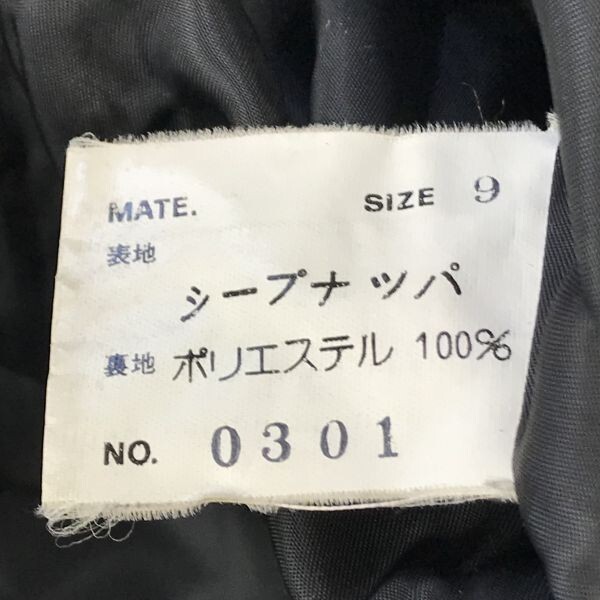 MATE. SIZE 9
表地
シープナツパ
裏地 ポリエステル 100%
NO. 0301